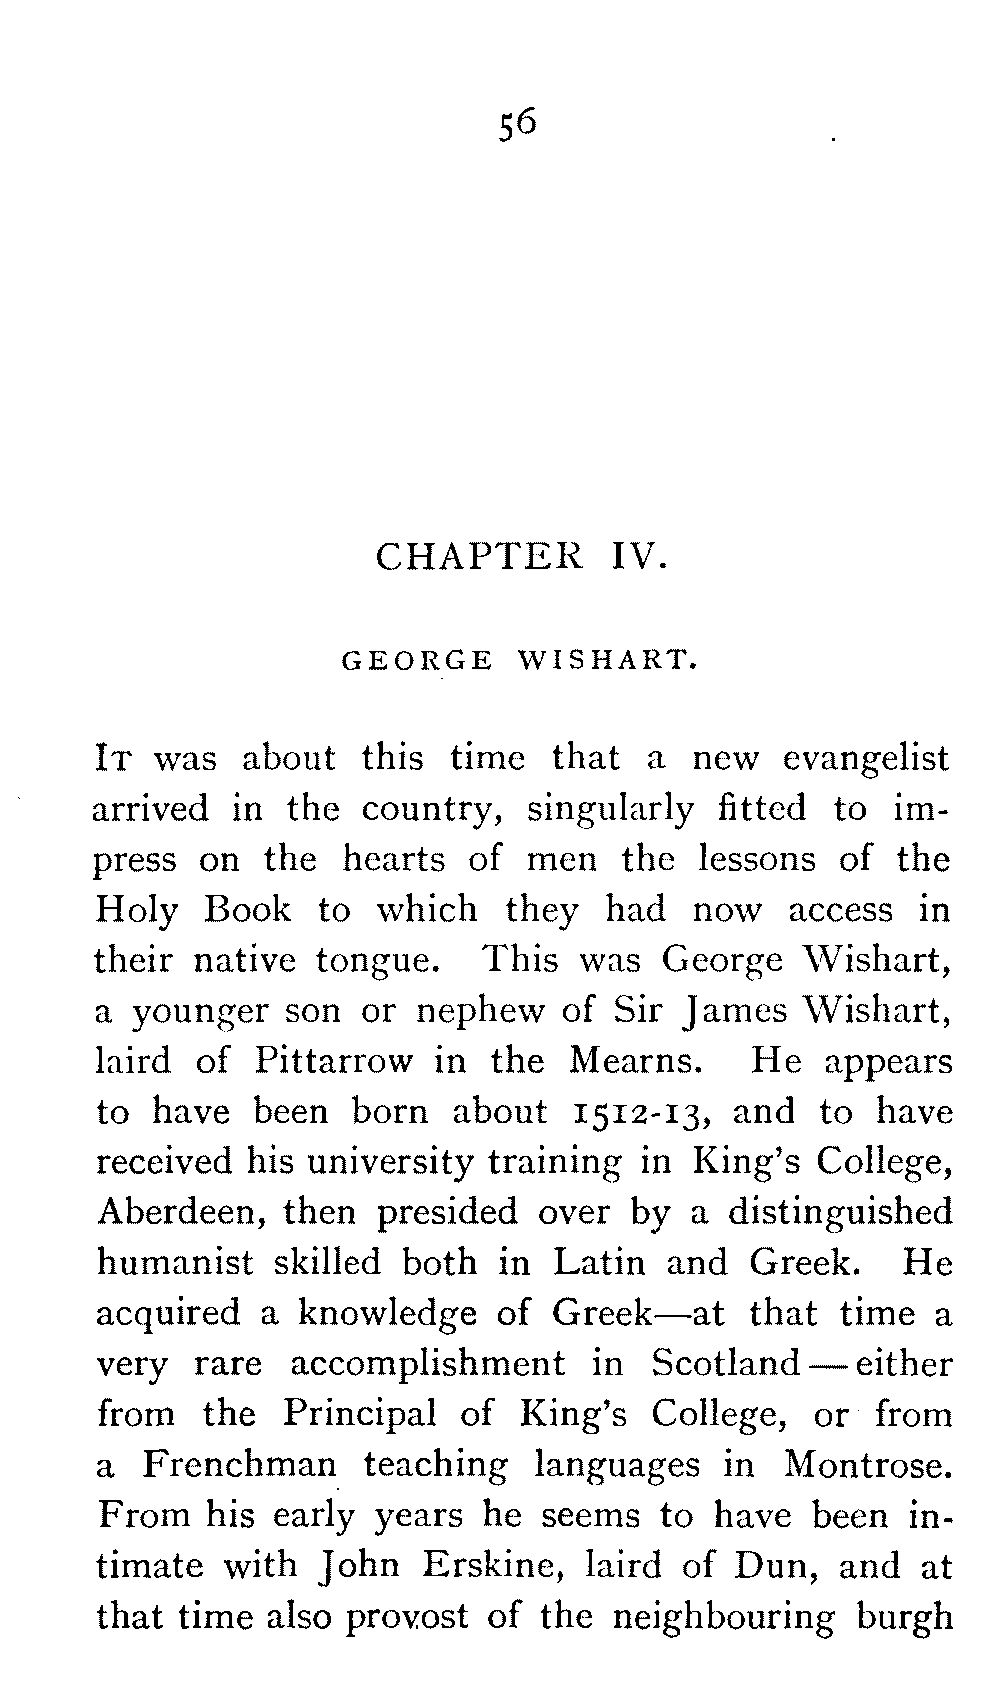 56
CHAPTER IV.
GEORGE WISHART.
IT was about this time that a new evangelist
arrived in the country, singularly fitted to im-
press on the hearts of men the lessons of the
Holy Book to which they had now access in
their native tongue. This was George Wishart,
a younger son or nephew of Sir James Wishart,
laird of Pittarrow in the Mearns. He appears
to have been born about 1512-13, and to have
received his university training in King's College,
Aberdeen, then presided over by a distinguished
humanist skilled both in Latin and Greek. He
acquired a knowledge of Greek—at that time a
very rare accomplishment in Scotland—either
from the Principal of King's College, or from
a Frenchman teaching languages in Montrose.
From his early years he seems to have been in-
timate with John Erskine, laird of Dun, and at
that time also provost of the neighbouring burgh